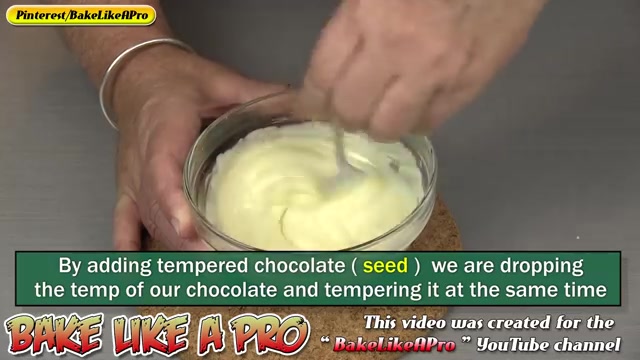 Pinterest/BakeLikeAPro
By adding tempered chocolate ( seed ) we are dropping
the temp of our chocolate and tempering it at the same time
BAKE LIKE A PRO
This video was created for the
" BakeLikeAPro " YouTube channel